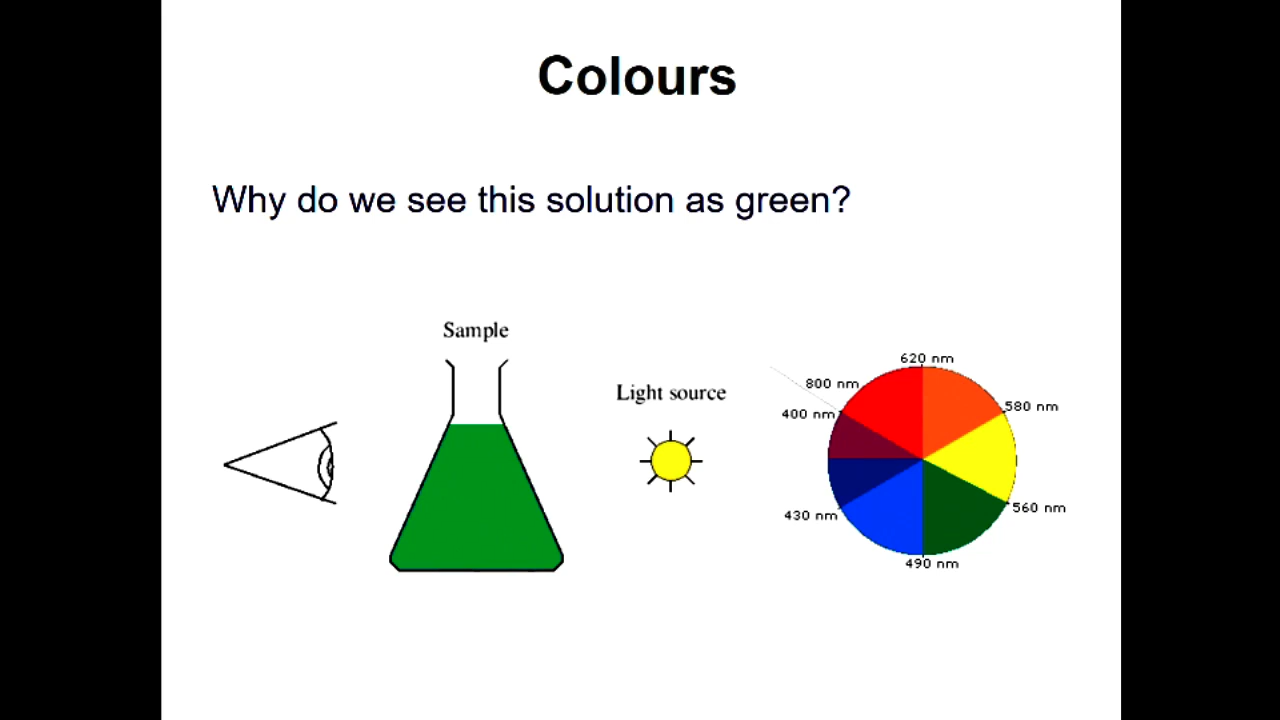 Colours
Why do we see this solution as green?
Sample
Light source
620 nm
800 nm
580 nm
400 nm
560 nm
430 nm
490 nm